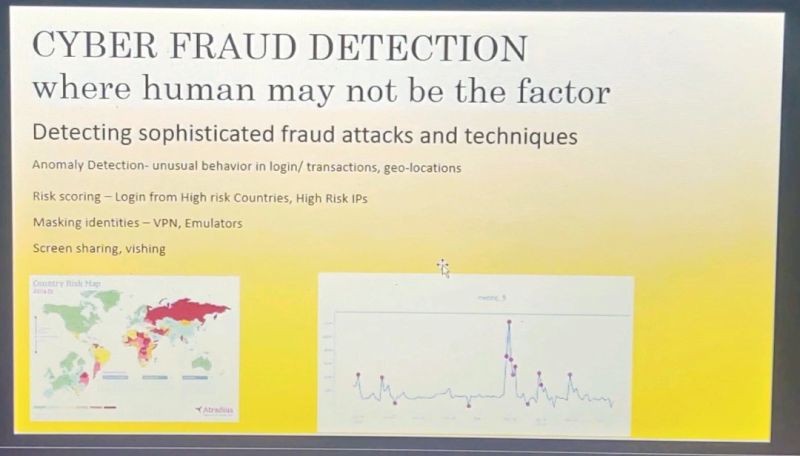 CYBER FRAUD DETECTION
where human may not be the factor
Detecting sophisticated fraud attacks and techniques
Anomaly Detection- unusual behavior in login/ transactions, geo-locations
Risk scoring – Login from High risk Countries, High Risk IPs
Masking identities – VPN, Emulators
Screen sharing, vishing
Country Risk Map
Atradius